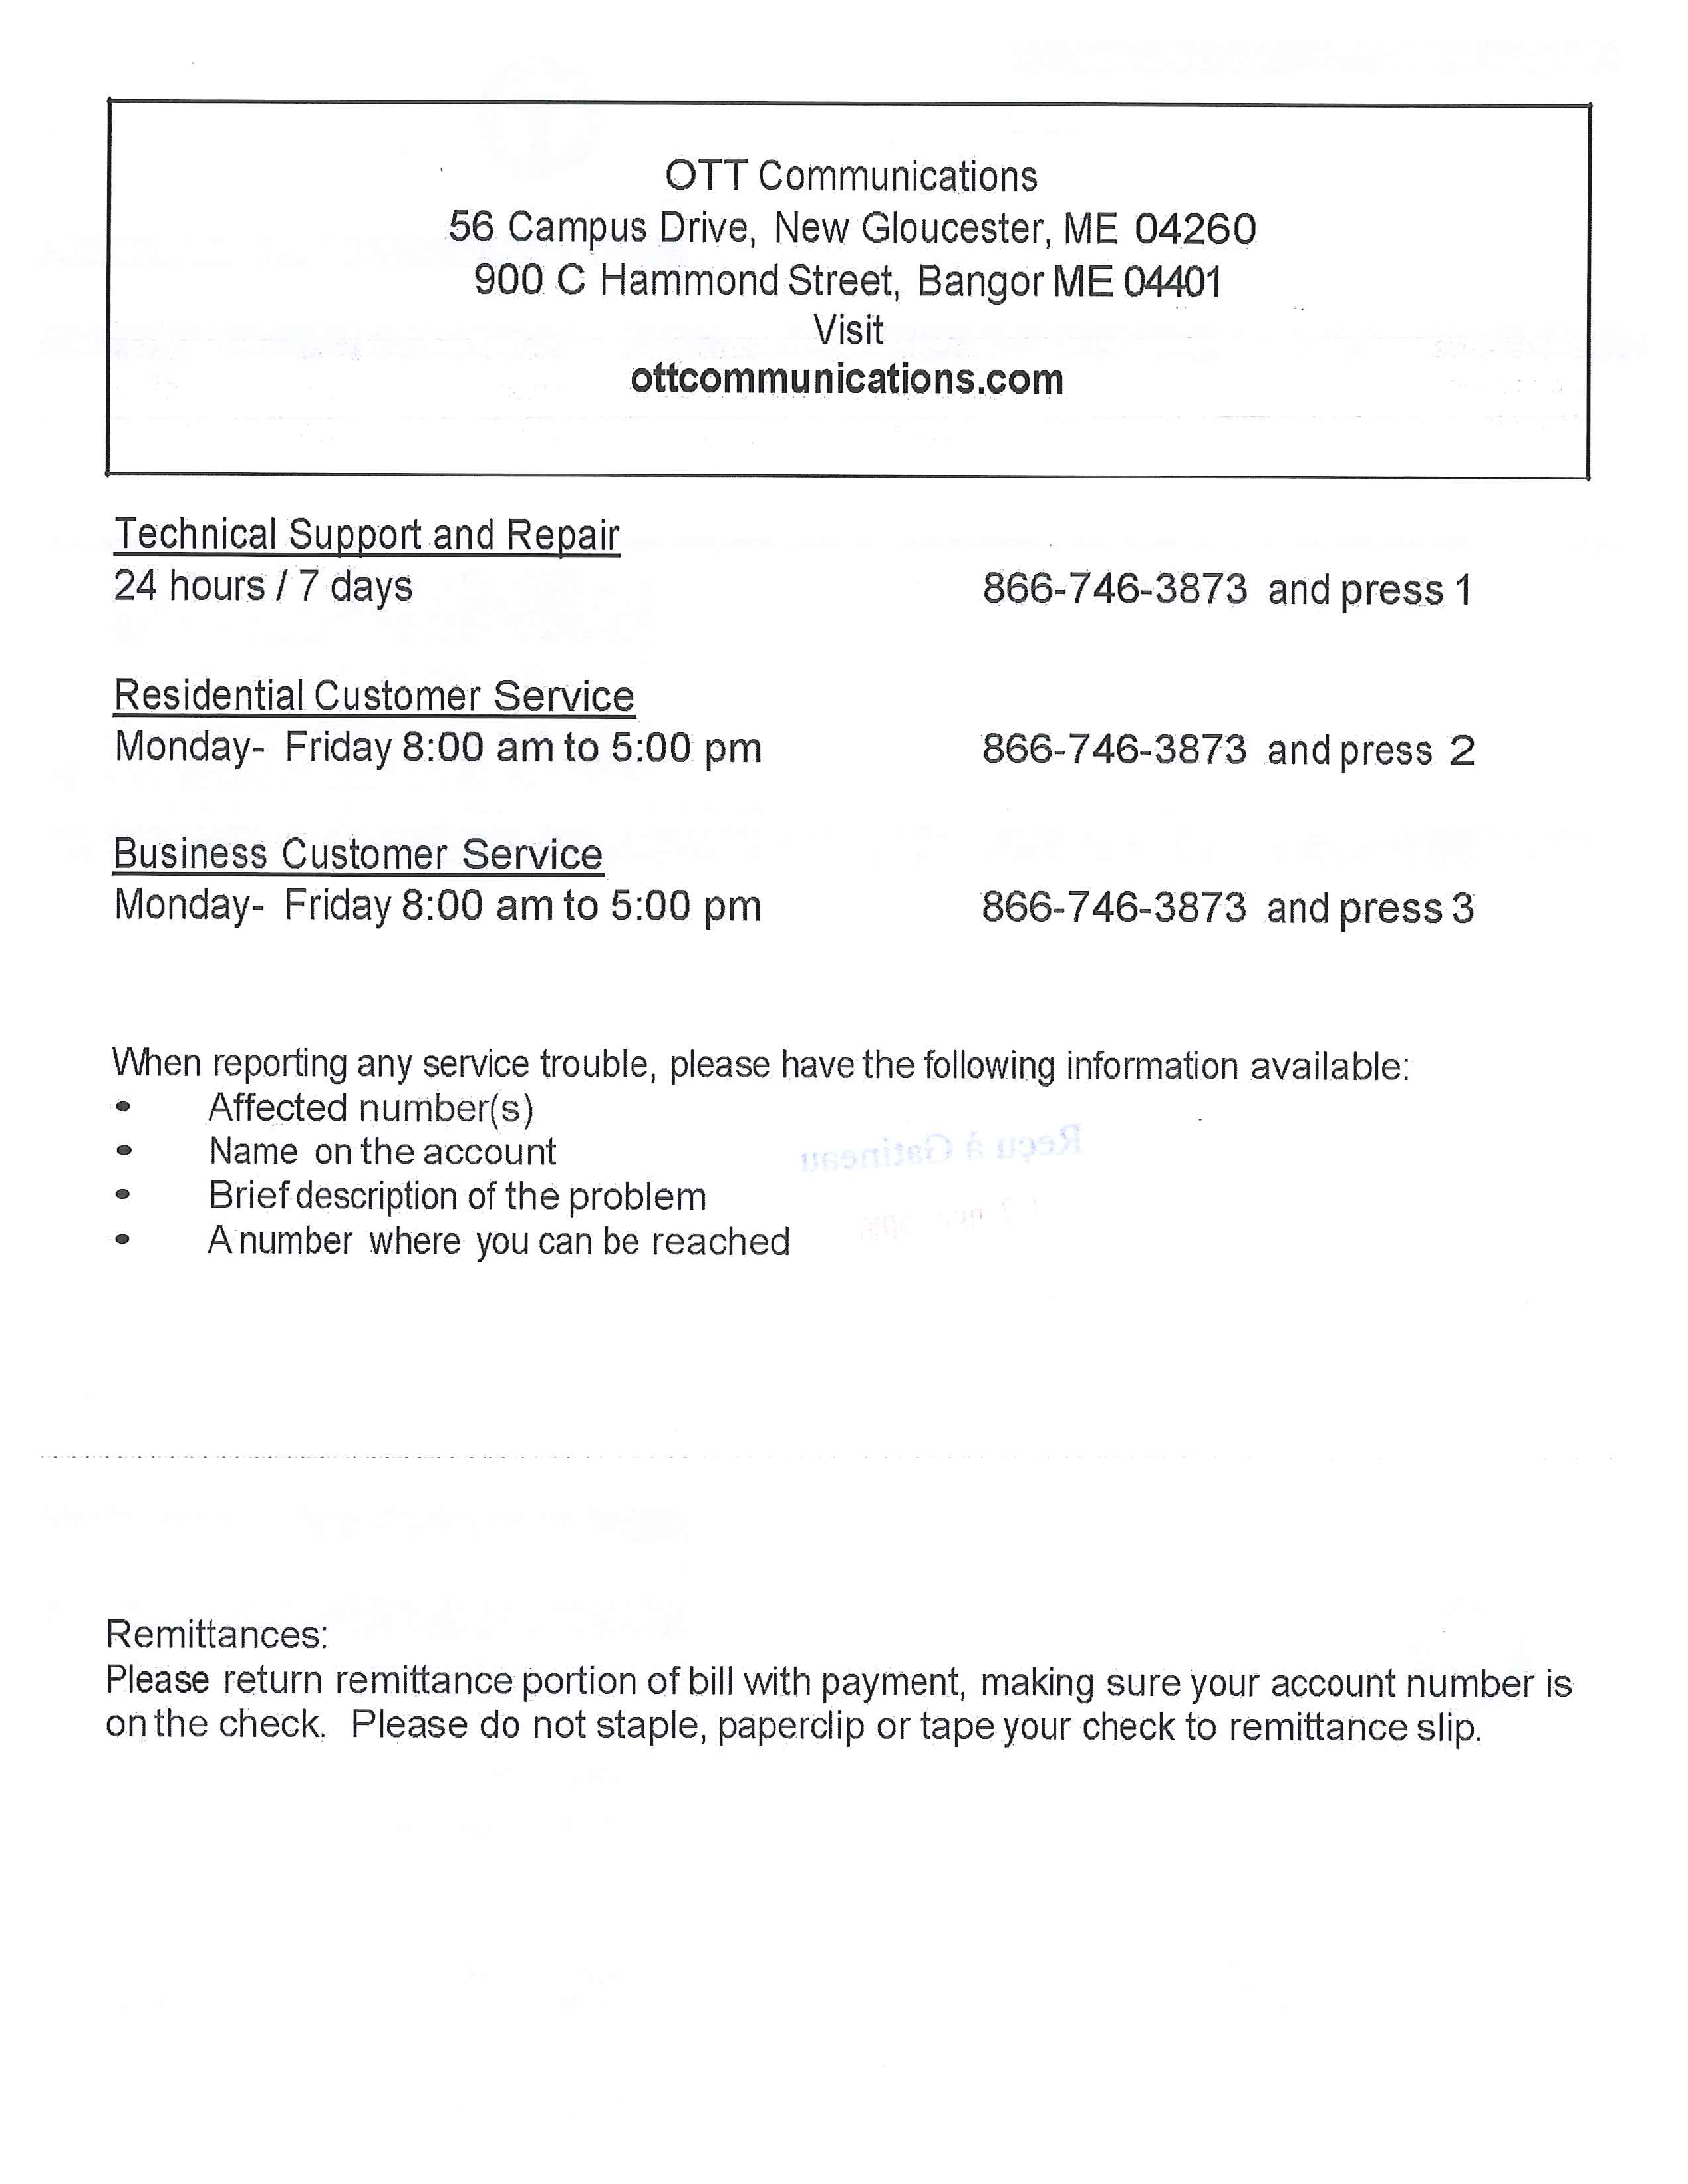 OTT Communications
56 Campus Drive, New Gloucester, ME 04260
900 C Hammond Street, Bangor ME 04401
Visit
ottcommunications.com
Technical Support and Repair
24 hours / 7 days 866-746-3873 and press 1
Residential Customer Service
Monday- Friday 8:00 am to 5:00 pm 866-746-3873 and press 2
Business Customer Service
Monday- Friday 8:00 am to 5:00 pm 866-746-3873 and press 3
When reporting any service trouble, please have the following information available:
• Affected number(s)
• Name on the account
Reçu à Gatineau
• Brief description of the problem
• A number where you can be reached
Remittances:
Please return remittance portion of bill with payment, making sure your account number is
on the check. Please do not staple, paperclip or tape your check to remittance slip.